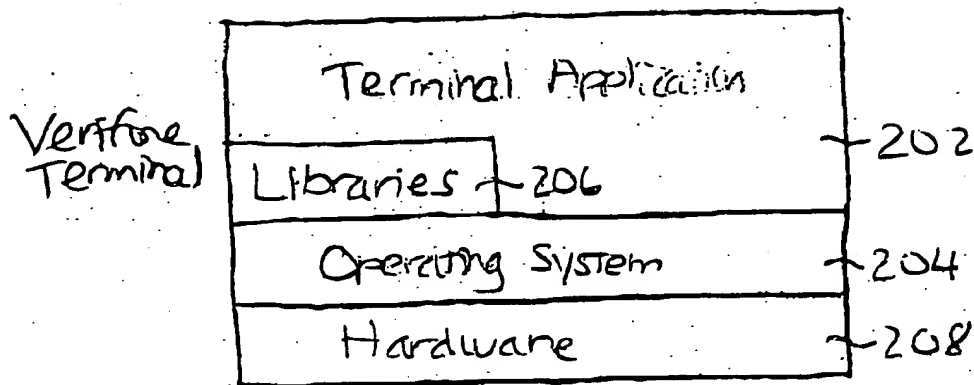 Terminal Application
Verifone
Terminal
202
Libraries 206
Operating System 204
Hardware 208